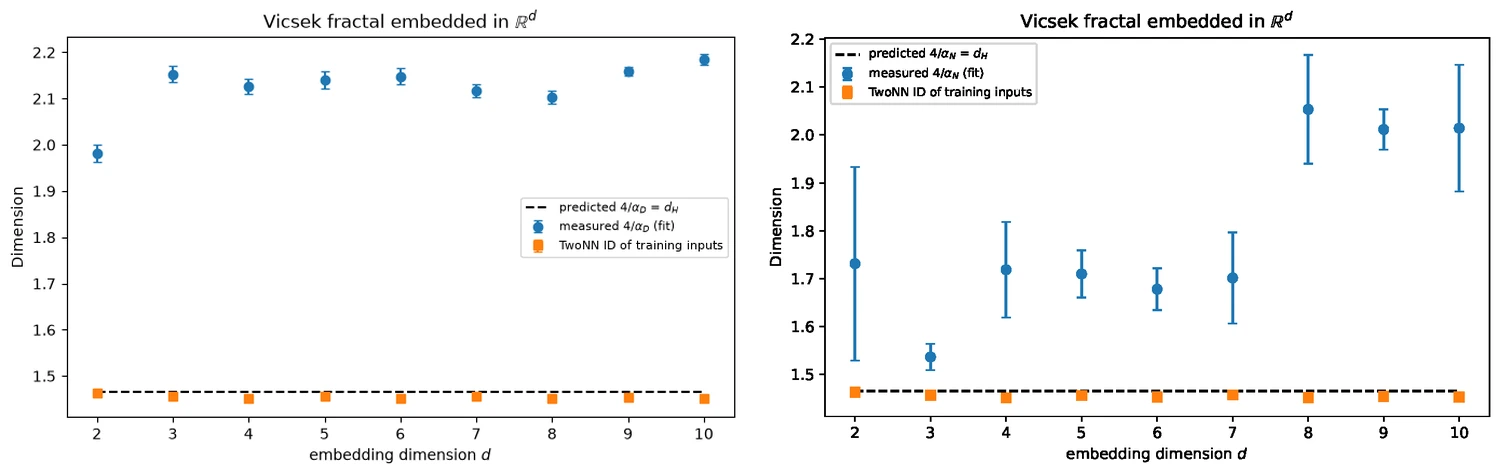 Vicsek fractal embedded in ℝ^d
2.2
2.1
2.0
1.9
1.8
1.7
1.6
1.5
Dimension
predicted 4/α_D = d_H
measured 4/α_D (fit)
TwoNN ID of training inputs
2 3 4 5 6 7 8 9 10
embedding dimension d
Vicsek fractal embedded in ℝ^d
2.2
2.1
2.0
1.9
1.8
1.7
1.6
1.5
Dimension
predicted 4/α_N = d_H
measured 4/α_N (fit)
TwoNN ID of training inputs
2 3 4 5 6 7 8 9 10
embedding dimension d